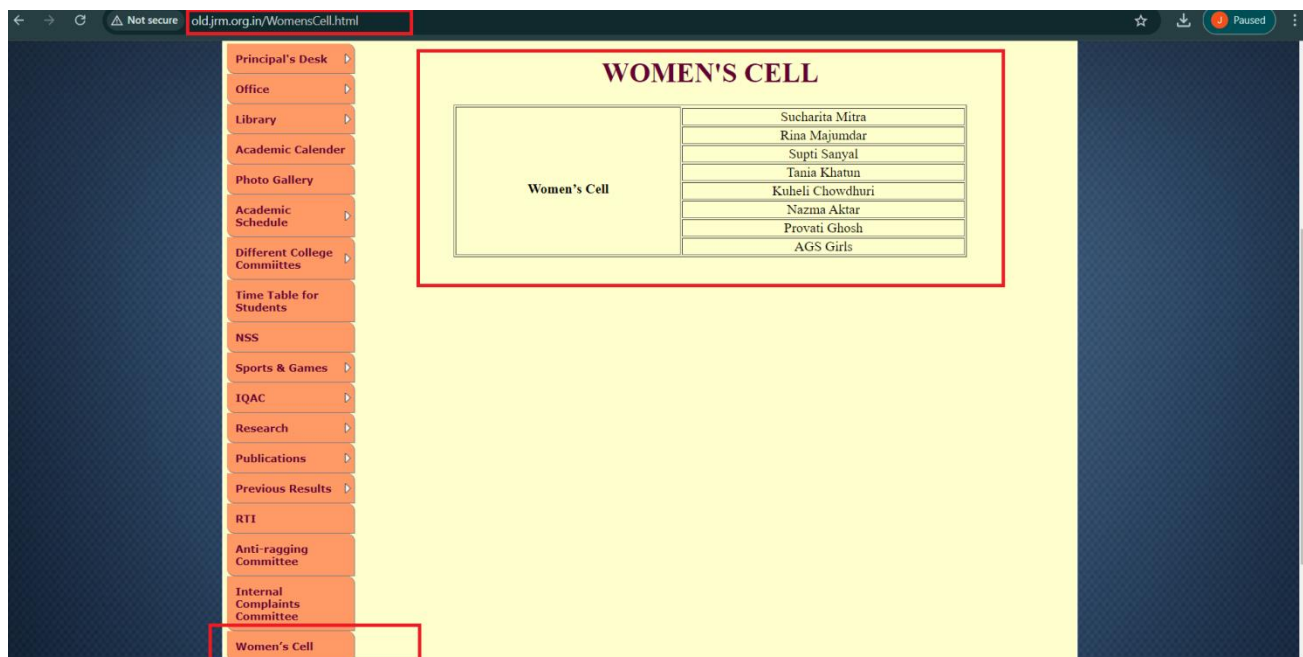 Not secure old.jrm.org.in/WomensCell.html J Paused
Principal's Desk
Office
Library
Academic Calender
Photo Gallery
Academic
Schedule
Different College
Commiittes
Time Table for
Students
NSS
Sports & Games
IQAC
Research
Publications
Previous Results
RTI
Anti-ragging
Committee
Internal
Complaints
Committee
Women's Cell
WOMEN'S CELL
Women's Cell
Sucharita Mitra
Rina Majumdar
Supti Sanyal
Tania Khatun
Kuheli Chowdhuri
Nazma Aktar
Provati Ghosh
AGS Girls